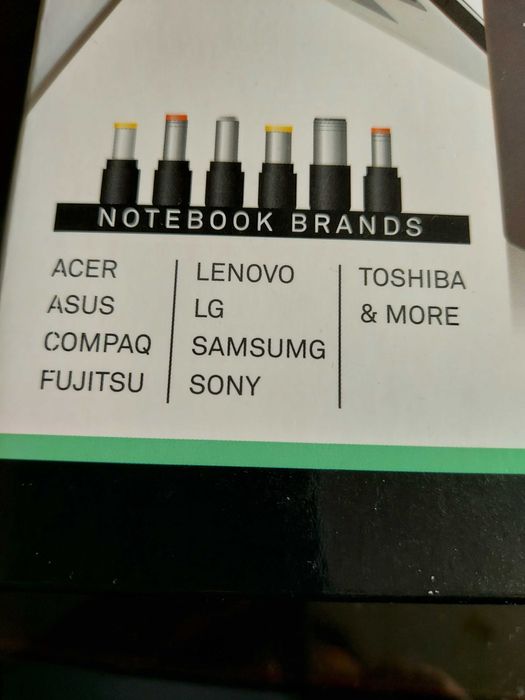 NOTEBOOK BRANDS
ACER
ASUS
COMPAQ
FUJITSU
LENOVO
LG
SAMSUMG
SONY
TOSHIBA
& MORE